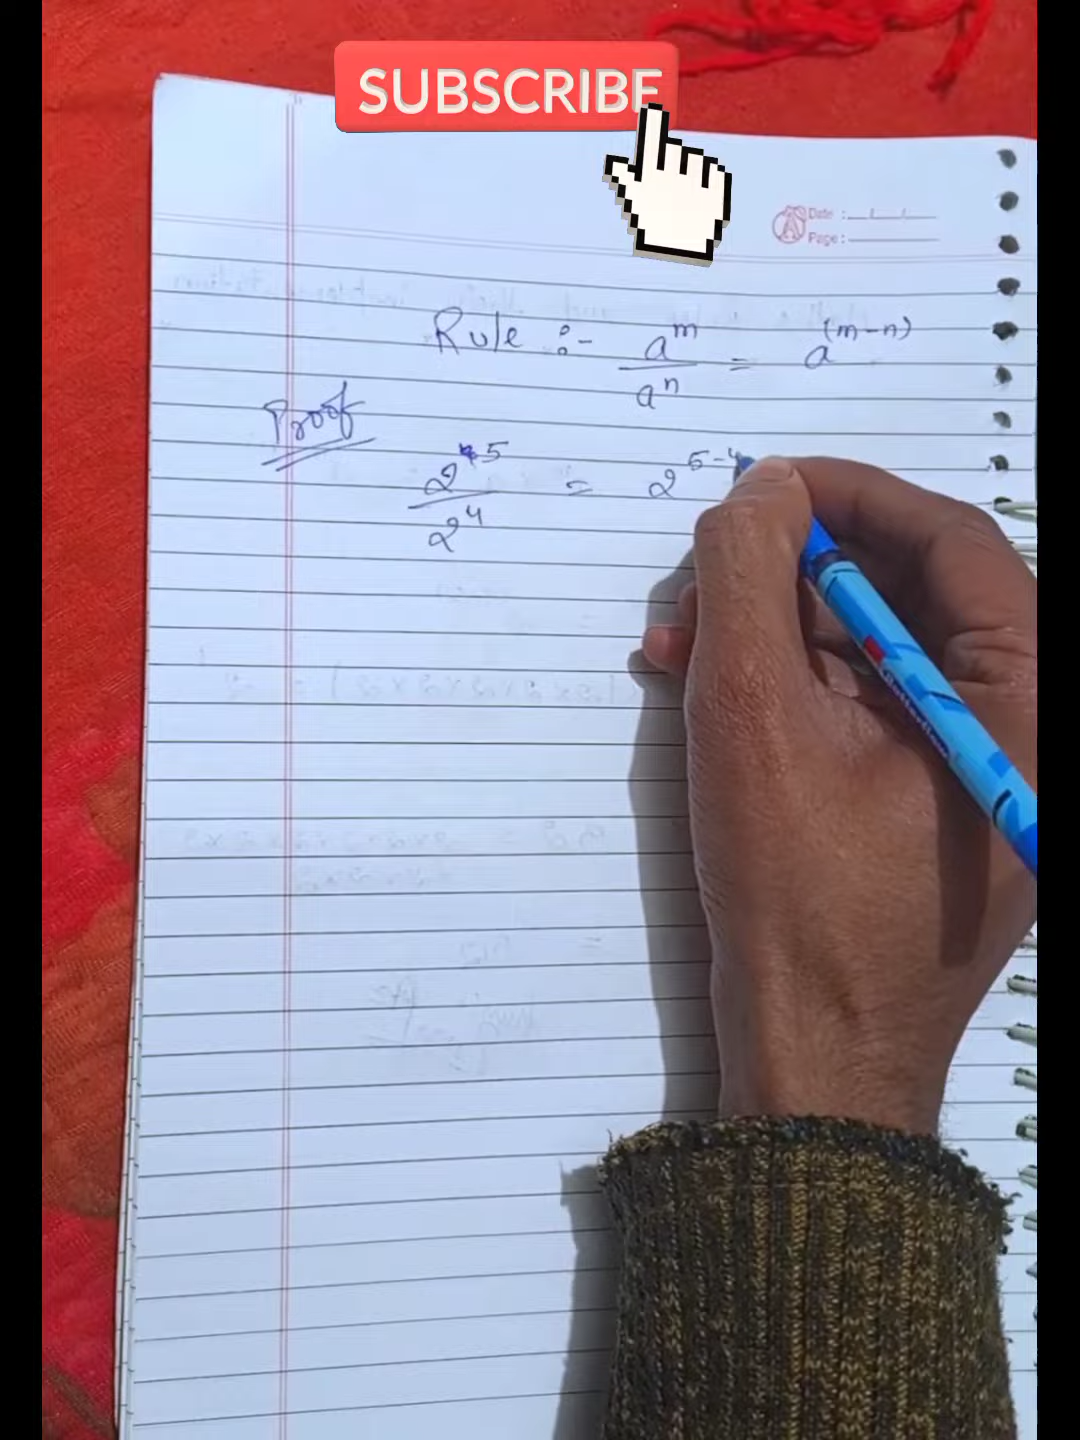 SUBSCRIBE
Date :
Page :
Rule :- a^m / a^n = a^(m-n)
Proof
2^5 / 2^4 = 2^5-4